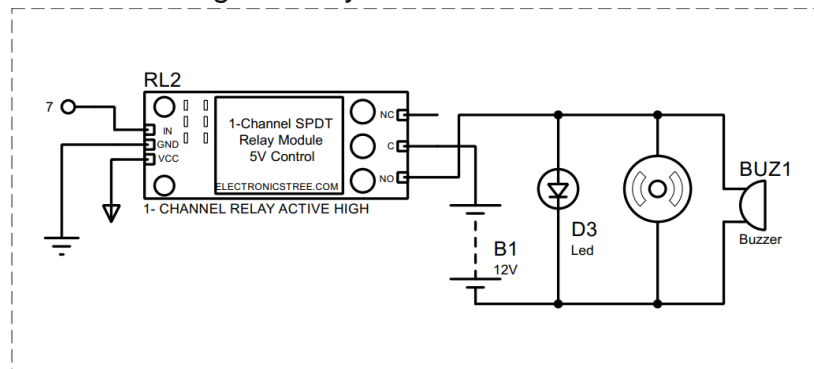 RL2
7
IN
GND
VCC
1-Channel SPDT
Relay Module
5V Control
ELECTRONICSTREE.COM
NC
C
NO
1- CHANNEL RELAY ACTIVE HIGH
B1
12V
D3
Led
BUZ1
Buzzer